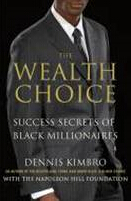 THE
WEALTH
CHOICE
SUCCESS SECRETS OF
BLACK MILLIONAIRES
DENNIS KIMBRO
WITH THE NAPOLEON HILL FOUNDATION